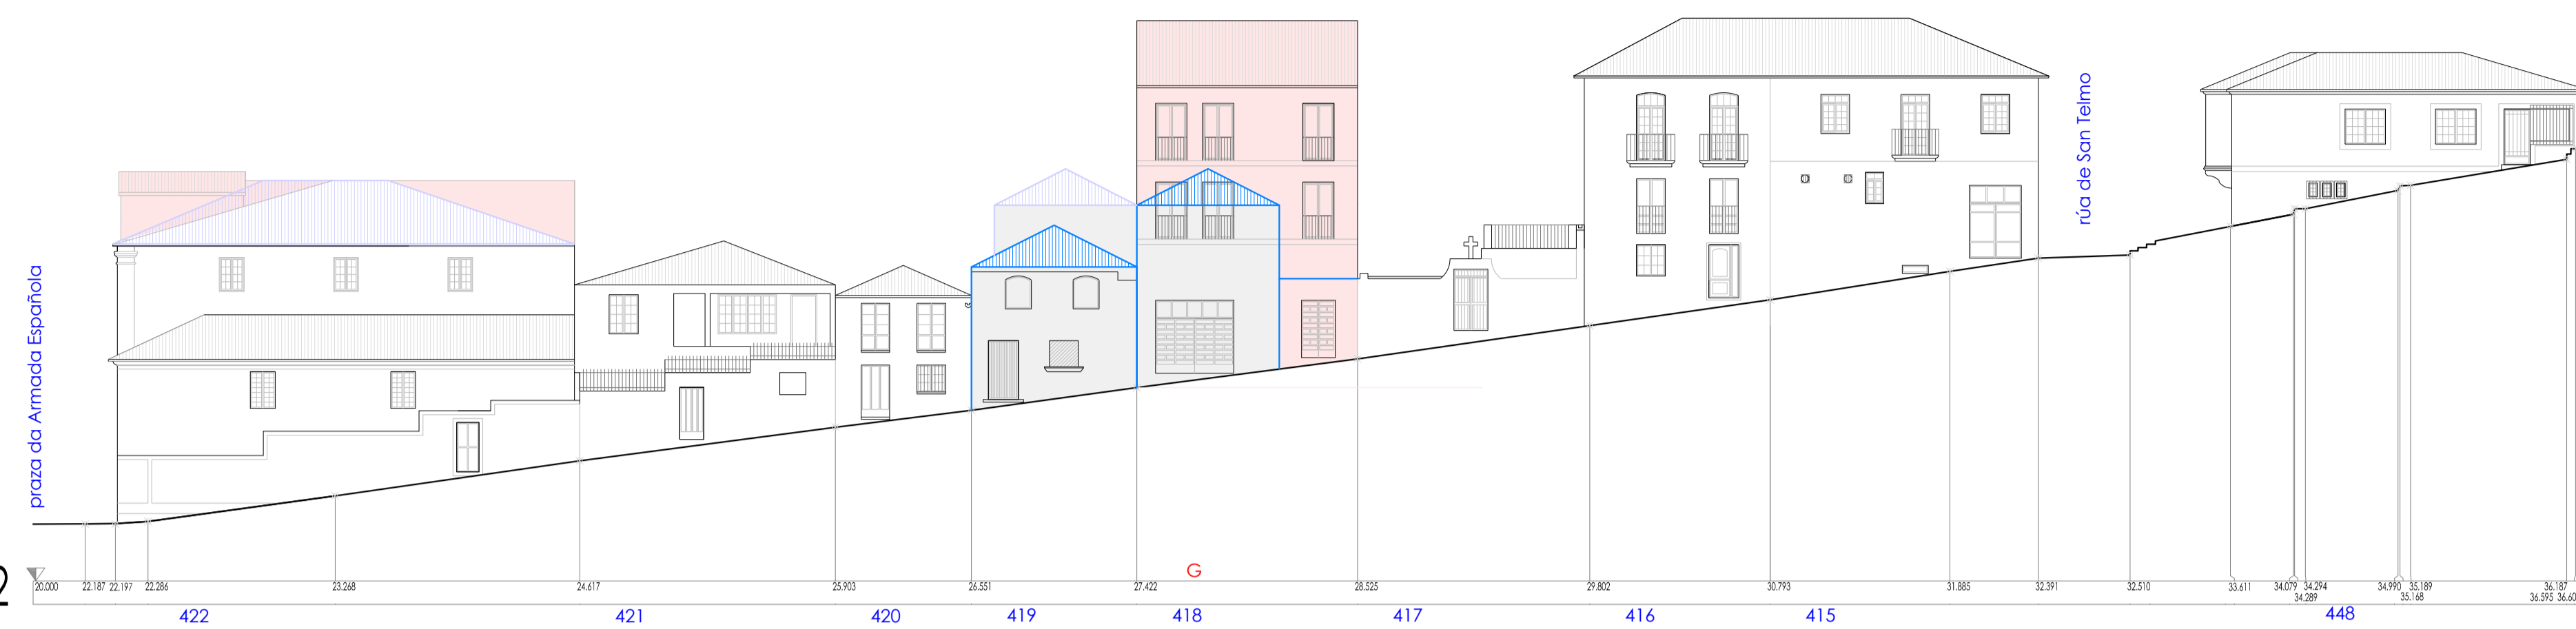 praza da Armada Española
rúa de San Telmo
2
G
20.000 22.187 22.197 22.286 23.268 24.617 25.903 26.551 27.422 28.525 29.802 30.793 31.885 32.391 32.510 33.611 34.079 34.294 34.990 35.189 36.187
34.289 35.168 36.595
422 421 420 419 418 417 416 415 448